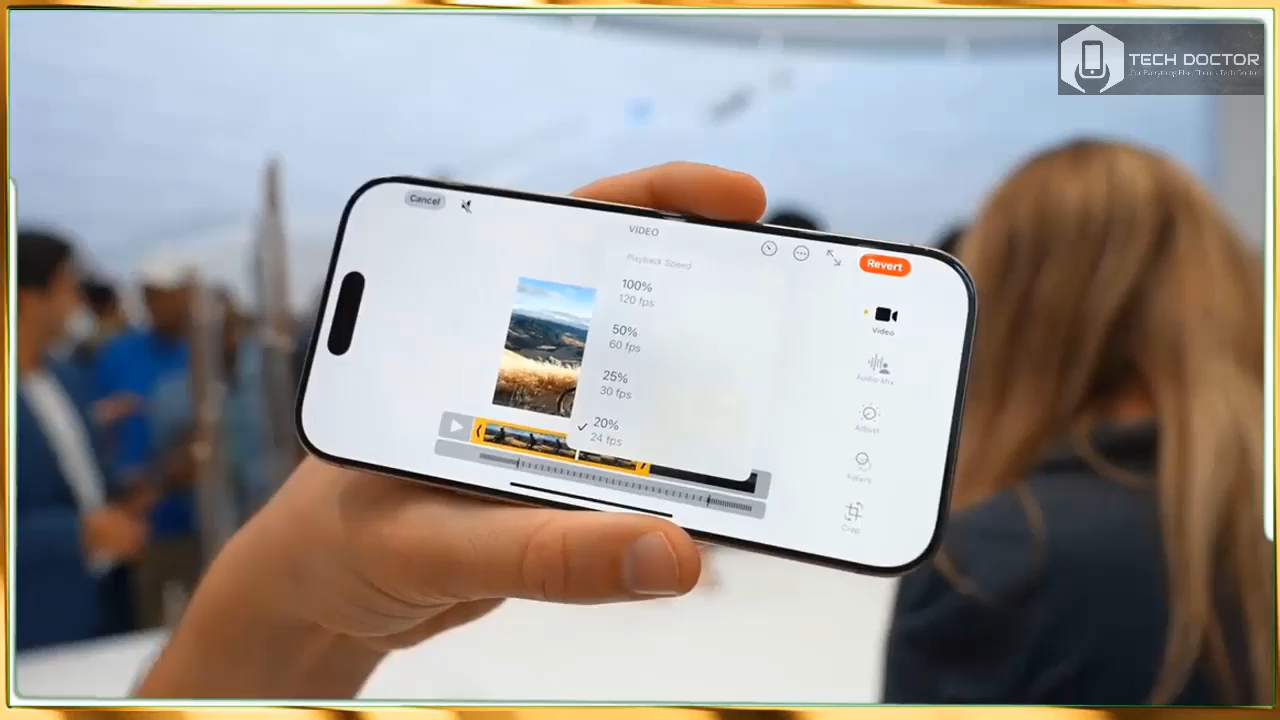 TECH DOCTOR
Cancel
VIDEO
Revert
Playback Speed
100%
120 fps
50%
60 fps
25%
30 fps
20%
24 fps
Video
Audio Mix
Adjust
Filters
Crop